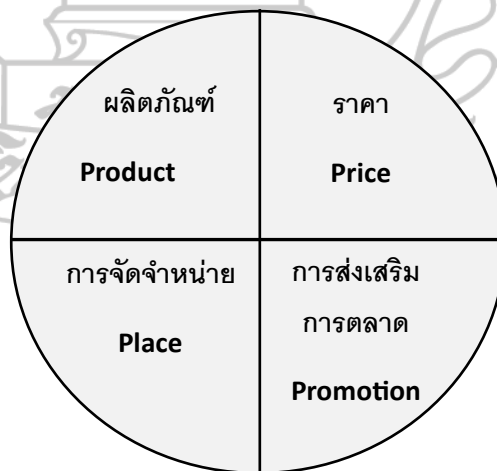 ผลิตภัณฑ์
Product
ราคา
Price
การจัดจำหน่าย
Place
การส่งเสริม
การตลาด
Promotion